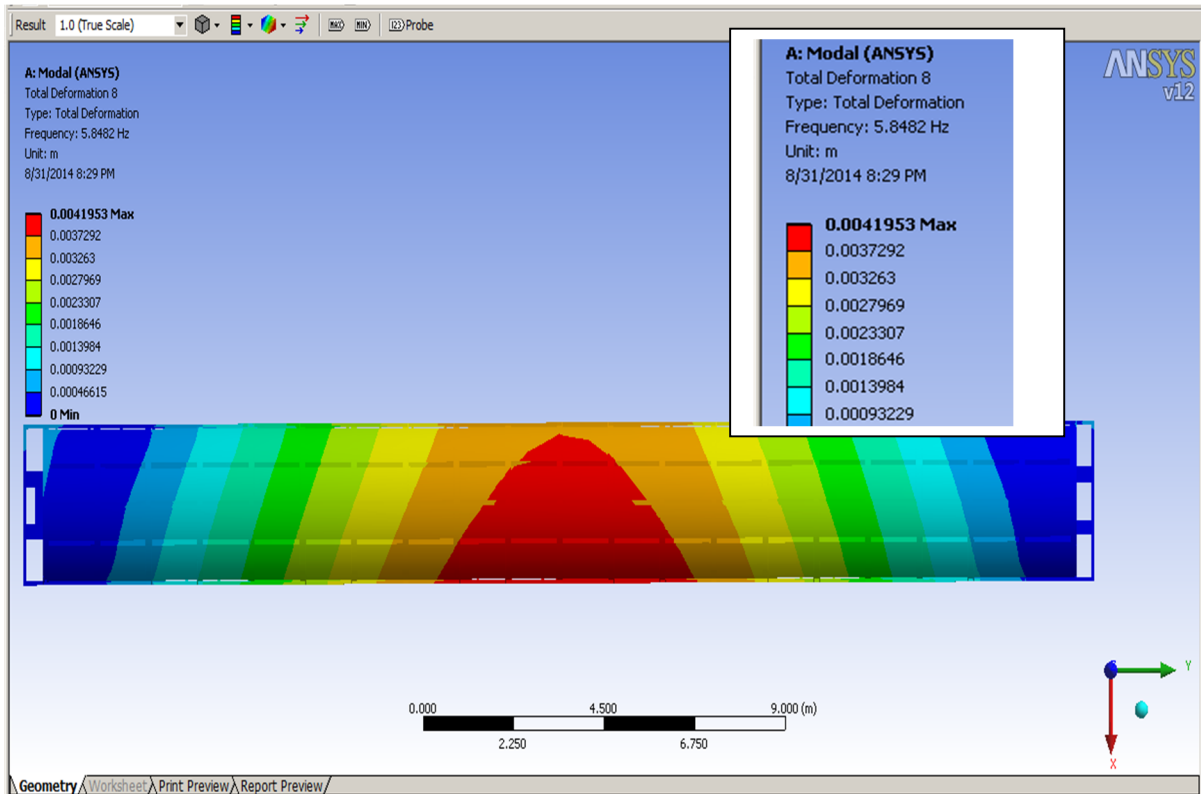 Result 1.0 (True Scale) MAX MIN 123 Probe
A: Modal (ANSYS)
Total Deformation 8
Type: Total Deformation
Frequency: 5.8482 Hz
Unit: m
8/31/2014 8:29 PM
0.0041953 Max
0.0037292
0.003263
0.0027969
0.0023307
0.0018646
0.0013984
0.00093229
0.00046615
0 Min
A: Modal (ANSYS)
Total Deformation 8
Type: Total Deformation
Frequency: 5.8482 Hz
Unit: m
8/31/2014 8:29 PM
0.0041953 Max
0.0037292
0.003263
0.0027969
0.0023307
0.0018646
0.0013984
0.00093229
ANSYS
v12
0.000 4.500 9.000 (m)
2.250 6.750
Y
X
Geometry Worksheet Print Preview Report Preview